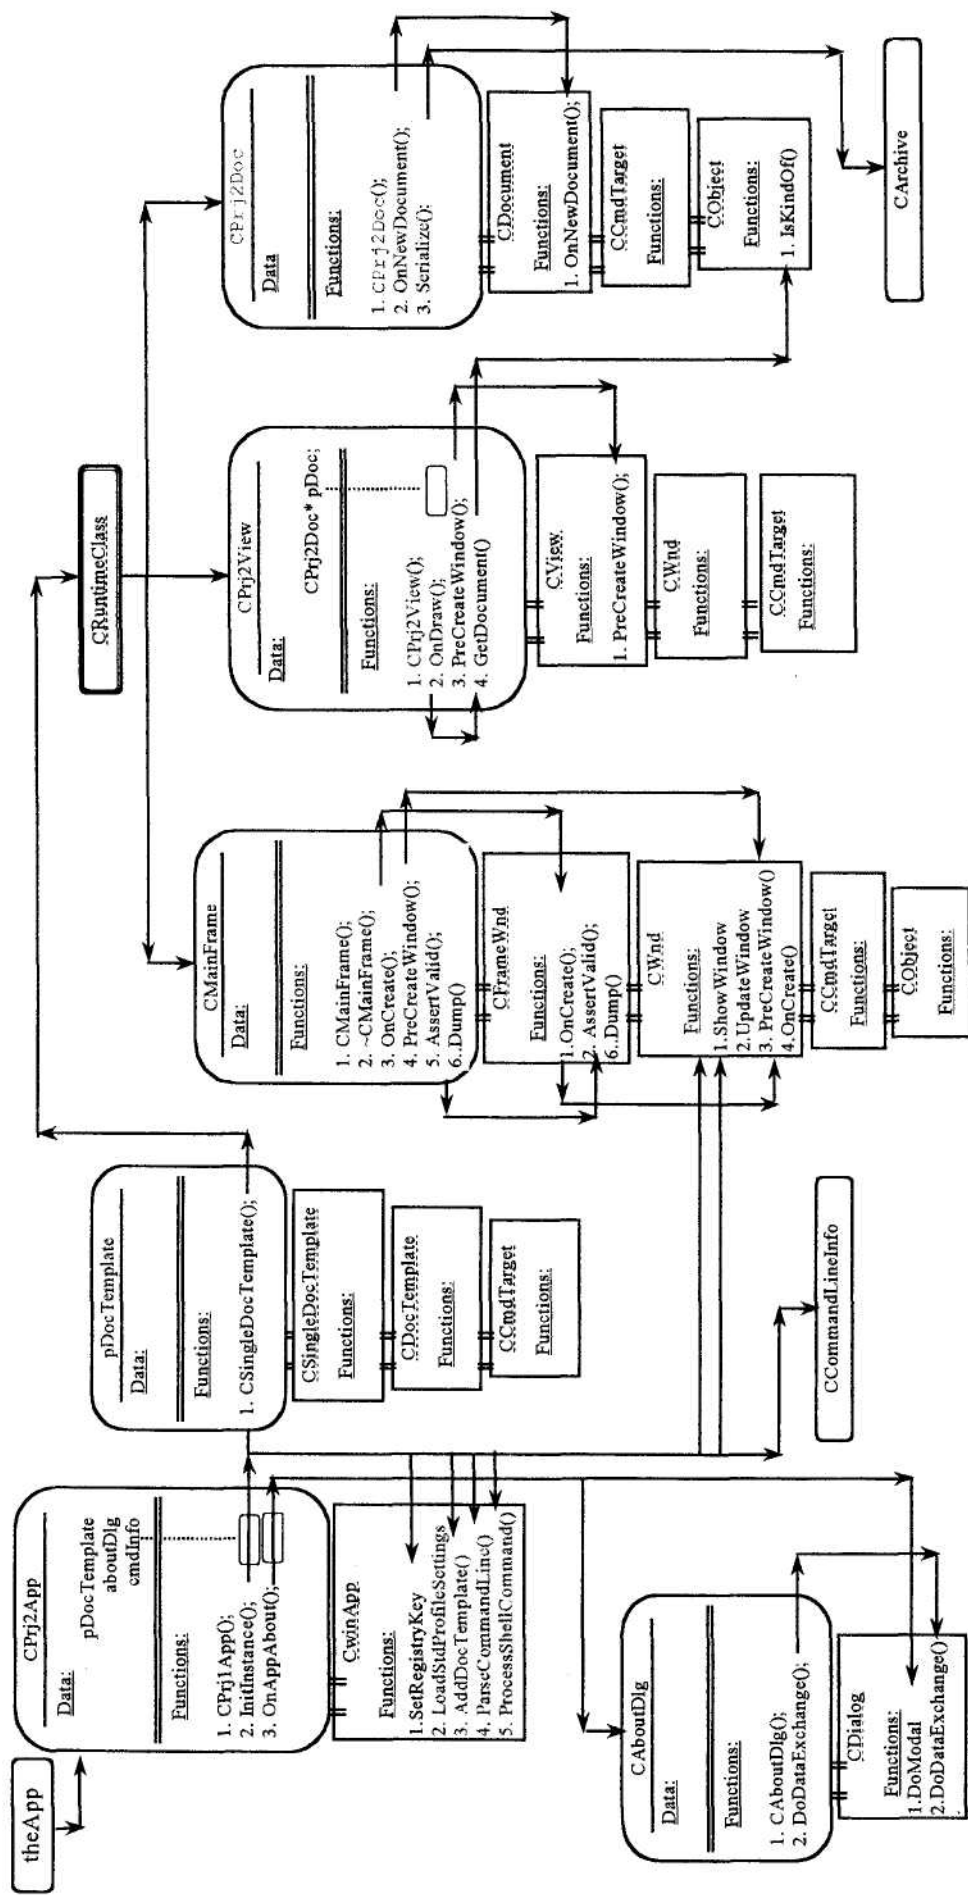 theApp
CPrj2App
Data:
pDocTemplate
aboutDlg
cmdInfo
Functions:
1. CPrj1App();
2. InitInstance();
3. OnAppAbout();
CwinApp
Functions:
1.SetRegistryKey
2. LoadStdProfileSettings
3. AddDocTemplate()
4. ParseCommandLine()
5. ProcessShellCommand()
CAboutDlg
Data:
Functions:
1. CAboutDlg();
2. DoDataExchange();
CDialog
Functions:
1.DoModal
2.DoDataExchange()
pDocTemplate
Data:
Functions:
1. CSingleDocTemplate();
CSingleDocTemplate
Functions:
CDocTemplate
Functions:
CCmdTarget
Functions:
CCommandLineInfo
CMainFrame
Data:
Functions:
1. CMainFrame();
2. ~CMainFrame();
3. OnCreate();
4. PreCreateWindow();
5. AssertValid();
6..Dump()
CFrameWnd
Functions:
1.OnCreate();
2. AssertValid();
6..Dump()
CWnd
Functions:
1.ShowWindow
2.UpdateWindow
3. PreCreateWindow()
4.OnCreate()
CCmdTarget
Functions:
CObject
Functions:
CRuntimeClass
CPrj2View
Data:
CPrj2Doc* pDoc;
Functions:
1. CPrj2View();
2. OnDraw();
3. PreCreateWindow();
4. GetDocument()
CView
Functions:
1. PreCreateWindow();
CWnd
Functions:
CCmdTarget
Functions:
CPrj2Doc
Data
Functions:
1. CPrj2Doc();
2. OnNewDocument();
3. Serialize();
CDocument
Functions:
1. OnNewDocument();
CCmdTarget
Functions:
CObject
Functions:
1. IsKindOf()
CArchive